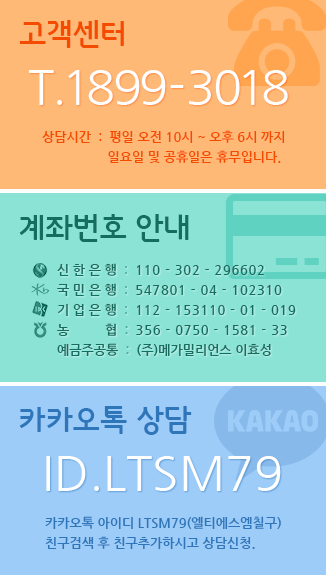 고객센터
T.1899-3018
상담시간 : 평일 오전 10시 ~ 오후 6시 까지
일요일 및 공휴일은 휴무입니다.
계좌번호 안내
신한은행 : 110 - 302 - 296602
국민은행 : 547801 - 04 - 102310
기업은행 : 112 - 153110 - 01 - 019
농 협 : 356 - 0750 - 1581 - 33
예금주공통 : (주)메가밀리언스 이효성
카카오톡 상담
KAKAO
ID.LTSM79
카카오톡 아이디 LTSM79(엘티에스엠칠구)
친구검색 후 친구추가하시고 상담신청.